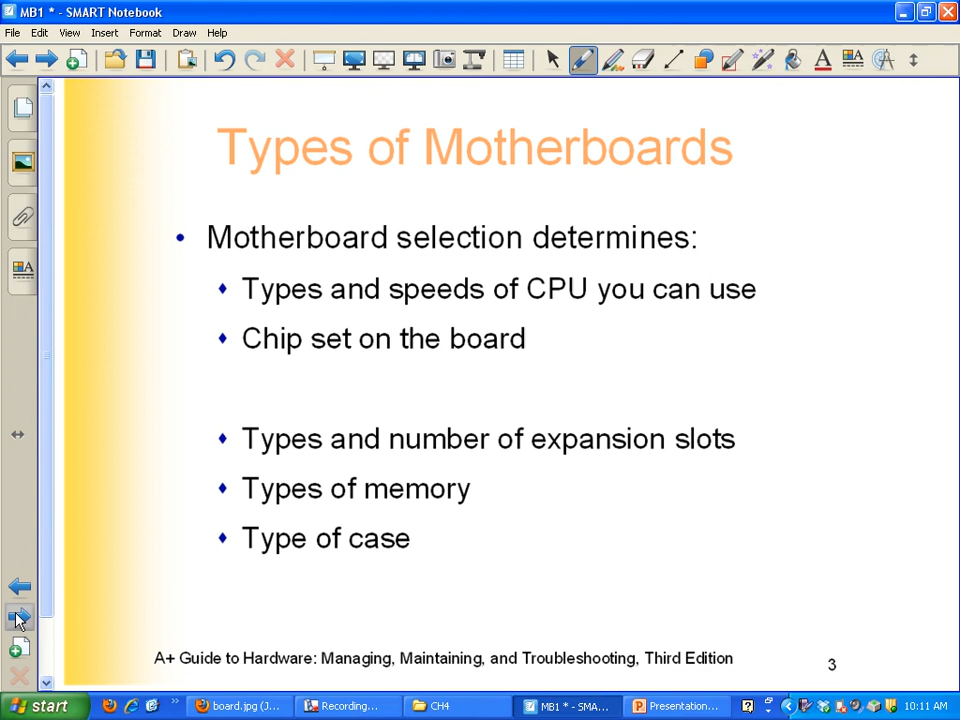 MB1 * - SMART Notebook
File Edit View Insert Format Draw Help
Types of Motherboards
• Motherboard selection determines:
Types and speeds of CPU you can use
Chip set on the board
Types and number of expansion slots
Types of memory
Type of case
A+ Guide to Hardware: Managing, Maintaining, and Troubleshooting, Third Edition
3
start board.jpg (J... Recording... CH4 MB1 * - SMA... Presentation... 10:11 AM